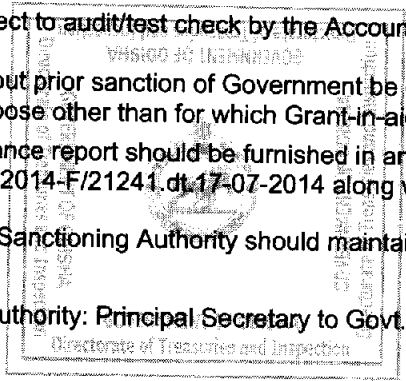 ect to audit/test check by the Accoun
out prior sanction of Government be
pose other than for which Grant-in-aid
ance report should be furnished in an
2014-F/21241.dt.17-07-2014 along
Sanctioning Authority should maintai
uthority: Principal Secretary to Govt.
Directorate of Treasuries and Inspection